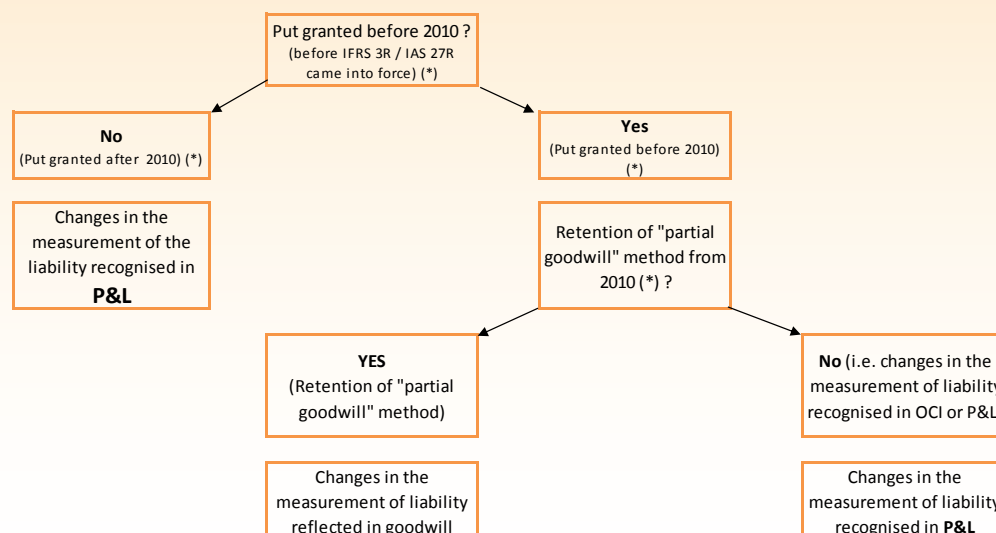 Put granted before 2010 ?
(before IFRS 3R / IAS 27R
came into force) (*)
No
(Put granted after 2010) (*)
Yes
(Put granted before 2010)
(*)
Changes in the
measurement of the
liability recognised in
P&L
Retention of "partial
goodwill" method from
2010 (*) ?
YES
(Retention of "partial
goodwill" method)
No (i.e. changes in the
measurement of liability
recognised in OCI or P&L
Changes in the
measurement of liability
reflected in goodwill
Changes in the
measurement of liability
recognised in P&L